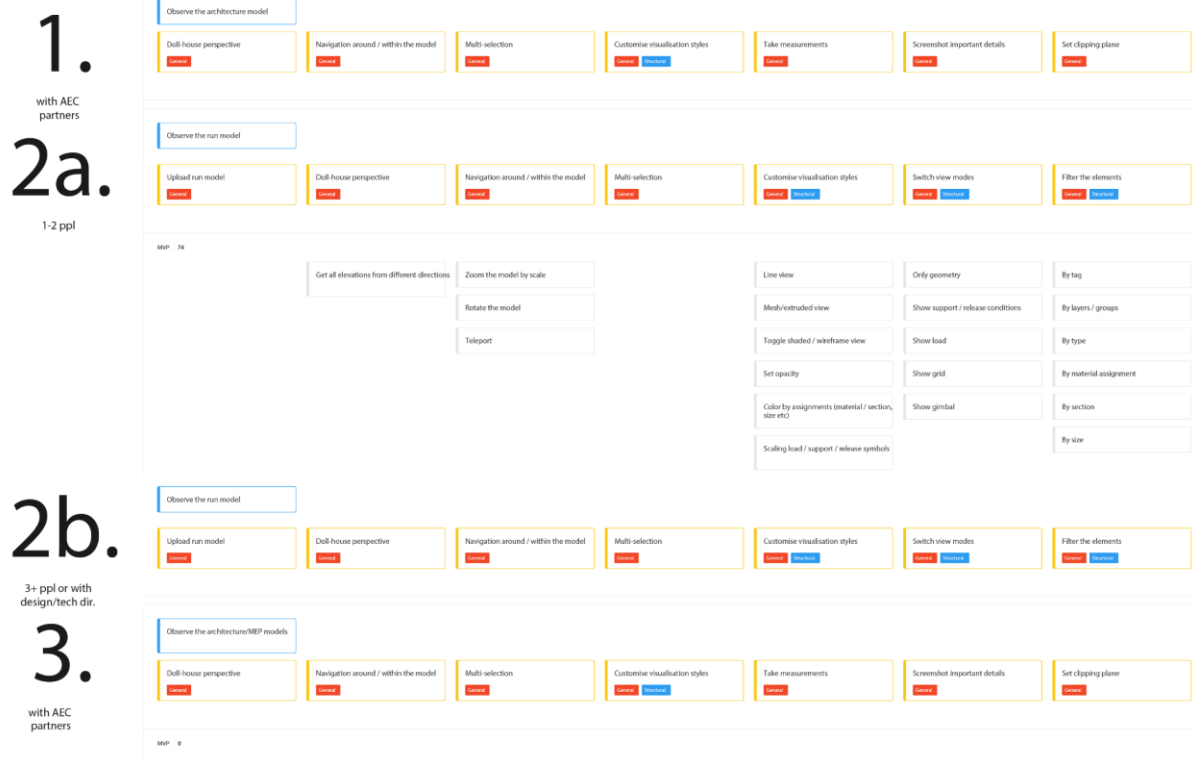 1.
with AEC
partners
Observe the architecture model
Doll-house perspective
General
Navigation around / within the model
General
Multi-selection
General
Customise visualisation styles
General Structural
Take measurements
General
Screenshot important details
General
Set clipping plane
General
2a.
1-2 ppl
Observe the run model
Upload run model
General
Doll-house perspective
General
Navigation around / within the model
General
Multi-selection
General
Customise visualisation styles
General Structural
Switch view modes
General Structural
Filter the elements
General Structural
MVP 74
Get all elevations from different directions
Zoom the model by scale
Rotate the model
Teleport
Line view
Mesh/extruded view
Toggle shaded / wireframe view
Set opacity
Color by assignments (material / section,
size etc)
Scaling load / support / release symbols
Only geometry
Show support / release conditions
Show load
Show grid
Show gimbal
By tag
By layers / groups
By type
By material assignment
By section
By size
2b.
3+ ppl or with
design/tech dir.
Observe the run model
Upload run model
General
Doll-house perspective
General
Navigation around / within the model
General
Multi-selection
General
Customise visualisation styles
General Structural
Switch view modes
General Structural
Filter the elements
General Structural
3.
with AEC
partners
Observe the architecture/MEP models
Doll-house perspective
General
Navigation around / within the model
General
Multi-selection
General
Customise visualisation styles
General Structural
Take measurements
General
Screenshot important details
General
Set clipping plane
General
MVP 0